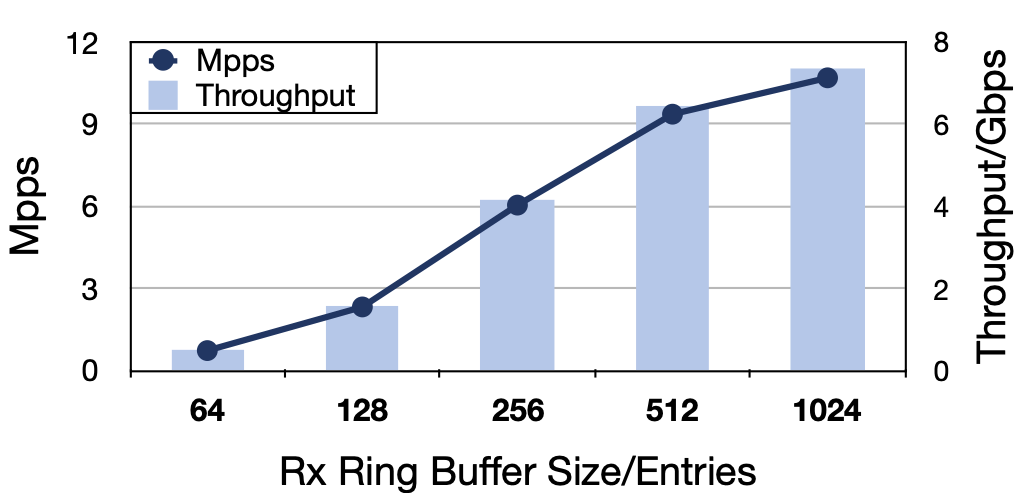 Mpps
Throughput
12
9
6
3
0
Mpps
8
6
4
2
0
Throughput/Gbps
64 128 256 512 1024
Rx Ring Buffer Size/Entries